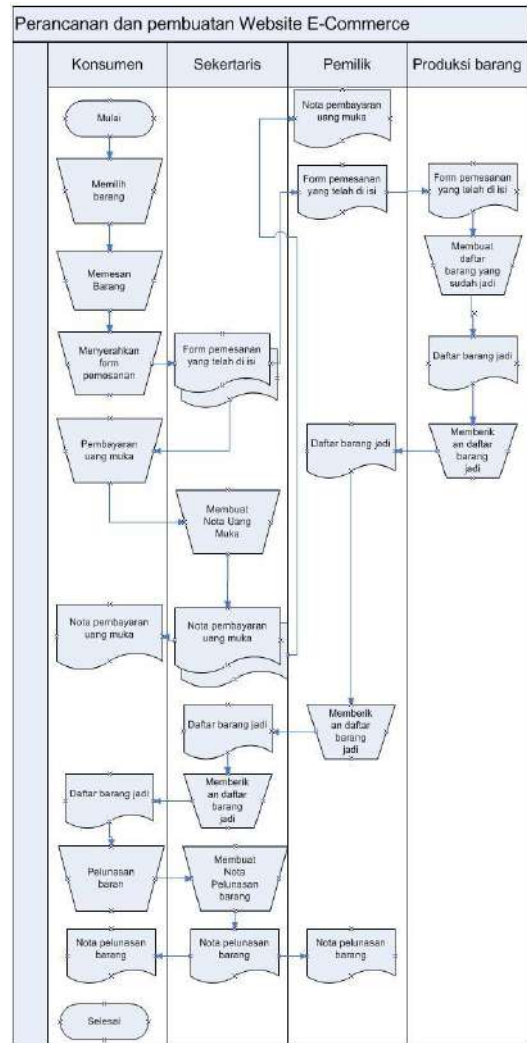 Perancanan dan pembuatan Website E-Commerce
Konsumen
Sekertaris
Pemilik
Produksi barang
Mulai
Nota pembayaran
uang muka
Memilih
barang
Form pemesanan
yang telah di isi
Form pemesanan
yang telah di isi
Memesan
Barang
Membuat
daftar
barang yang
sudah jadi
Menyerahkan
form
pemesanan
Form pemesanan
yang telah di isi
Daftar barang jadi
Pembayaran
uang muka
Daftar barang jadi
Memberik
an daftar
barang
jadi
Membuat
Nota Uang
Muka
Nota pembayaran
uang muka
Nota pembayaran
uang muka
Daftar barang jadi
Memberik
an daftar
barang
jadi
Daftar barang jadi
Memberik
an daftar
barang
jadi
Pelunasan
baran
Membuat
Nota
Pelunasan
barang
Nota pelunasan
barang
Nota pelunasan
barang
Nota pelunasan
barang
Selesai